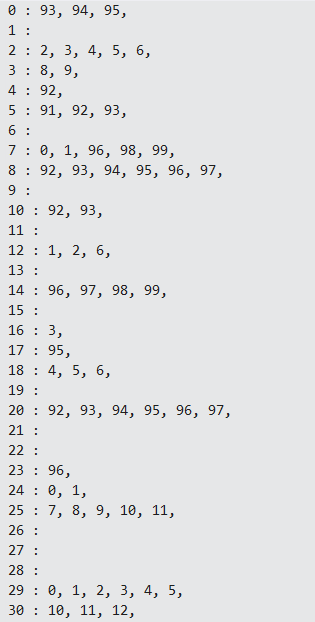 0 : 93, 94, 95,
1 :
2 : 2, 3, 4, 5, 6,
3 : 8, 9,
4 : 92,
5 : 91, 92, 93,
6 :
7 : 0, 1, 96, 98, 99,
8 : 92, 93, 94, 95, 96, 97,
9 :
10 : 92, 93,
11 :
12 : 1, 2, 6,
13 :
14 : 96, 97, 98, 99,
15 :
16 : 3,
17 : 95,
18 : 4, 5, 6,
19 :
20 : 92, 93, 94, 95, 96, 97,
21 :
22 :
23 : 96,
24 : 0, 1,
25 : 7, 8, 9, 10, 11,
26 :
27 :
28 :
29 : 0, 1, 2, 3, 4, 5,
30 : 10, 11, 12,